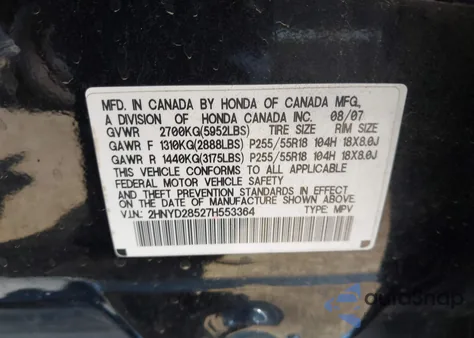 MFD. IN CANADA BY HONDA OF CANADA MFG.,
A DIVISION OF HONDA CANADA INC. 08/07
GVWR 2700KG(5952LBS) TIRE SIZE RIM SIZE
GAWR F 1310KG(2888LBS) P255/55R18 104H 18X8.0J
GAWR R 1440KG(3175LBS) P255/55R18 104H 18X8.0J
THIS VEHICLE CONFORMS TO ALL APPLICABLE
FEDERAL MOTOR VEHICLE SAFETY AND
THEFT PREVENTION STANDARDS IN EFFECT ON
THE DATE OF MANUFACTURE SHOWN ABOVE.
V.I.N.: 2HNYD28527H553364 TYPE: MPV
autosnap